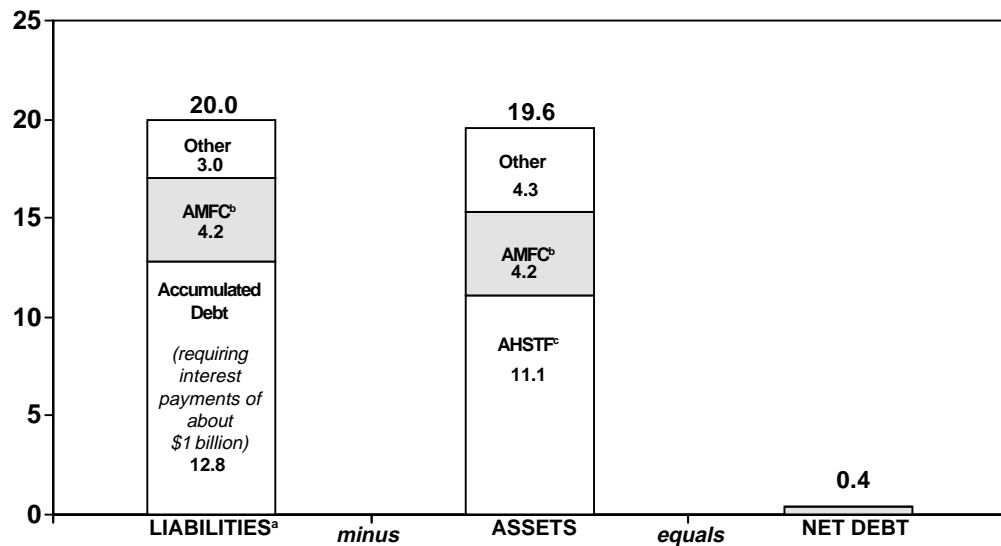 25
20
15
10
5
0
20.0
Other
3.0
AMFCᵇ
4.2
Accumulated
Debt
(requiring
interest
payments of
about
$1 billion)
12.8
19.6
Other
4.3
AMFCᵇ
4.2
AHSTFᶜ
11.1
0.4
LIABILITIESᵃ
minus
ASSETS
equals
NET DEBT